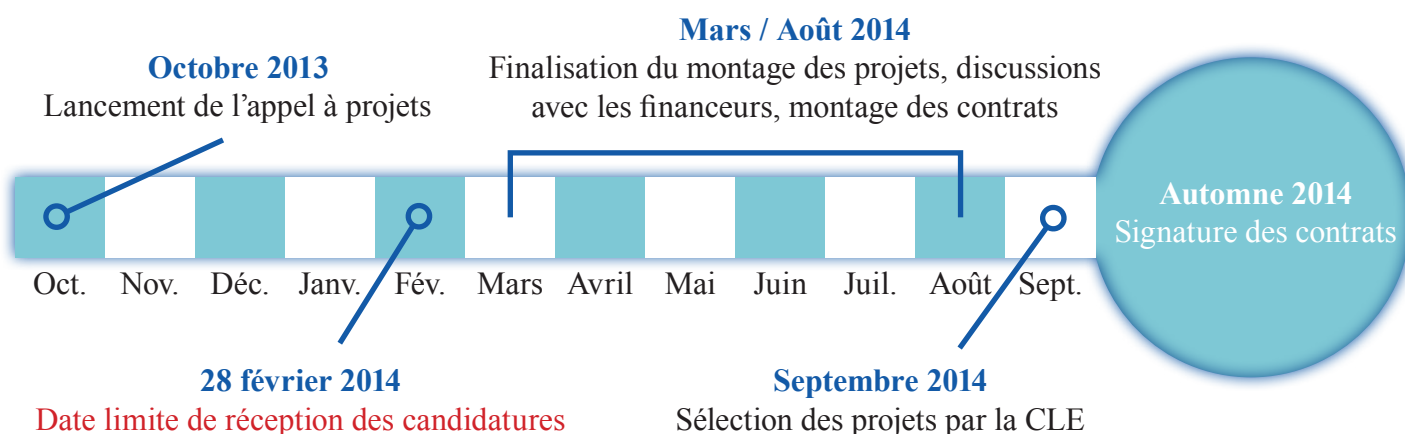 Mars / Août 2014
Finalisation du montage des projets, discussions
avec les financeurs, montage des contrats
Octobre 2013
Lancement de l’appel à projets
Automne 2014
Signature des contrats
Oct. Nov. Déc. Janv. Fév. Mars Avril Mai Juin Juil. Août Sept.
28 février 2014
Date limite de réception des candidatures
Septembre 2014
Sélection des projets par la CLE